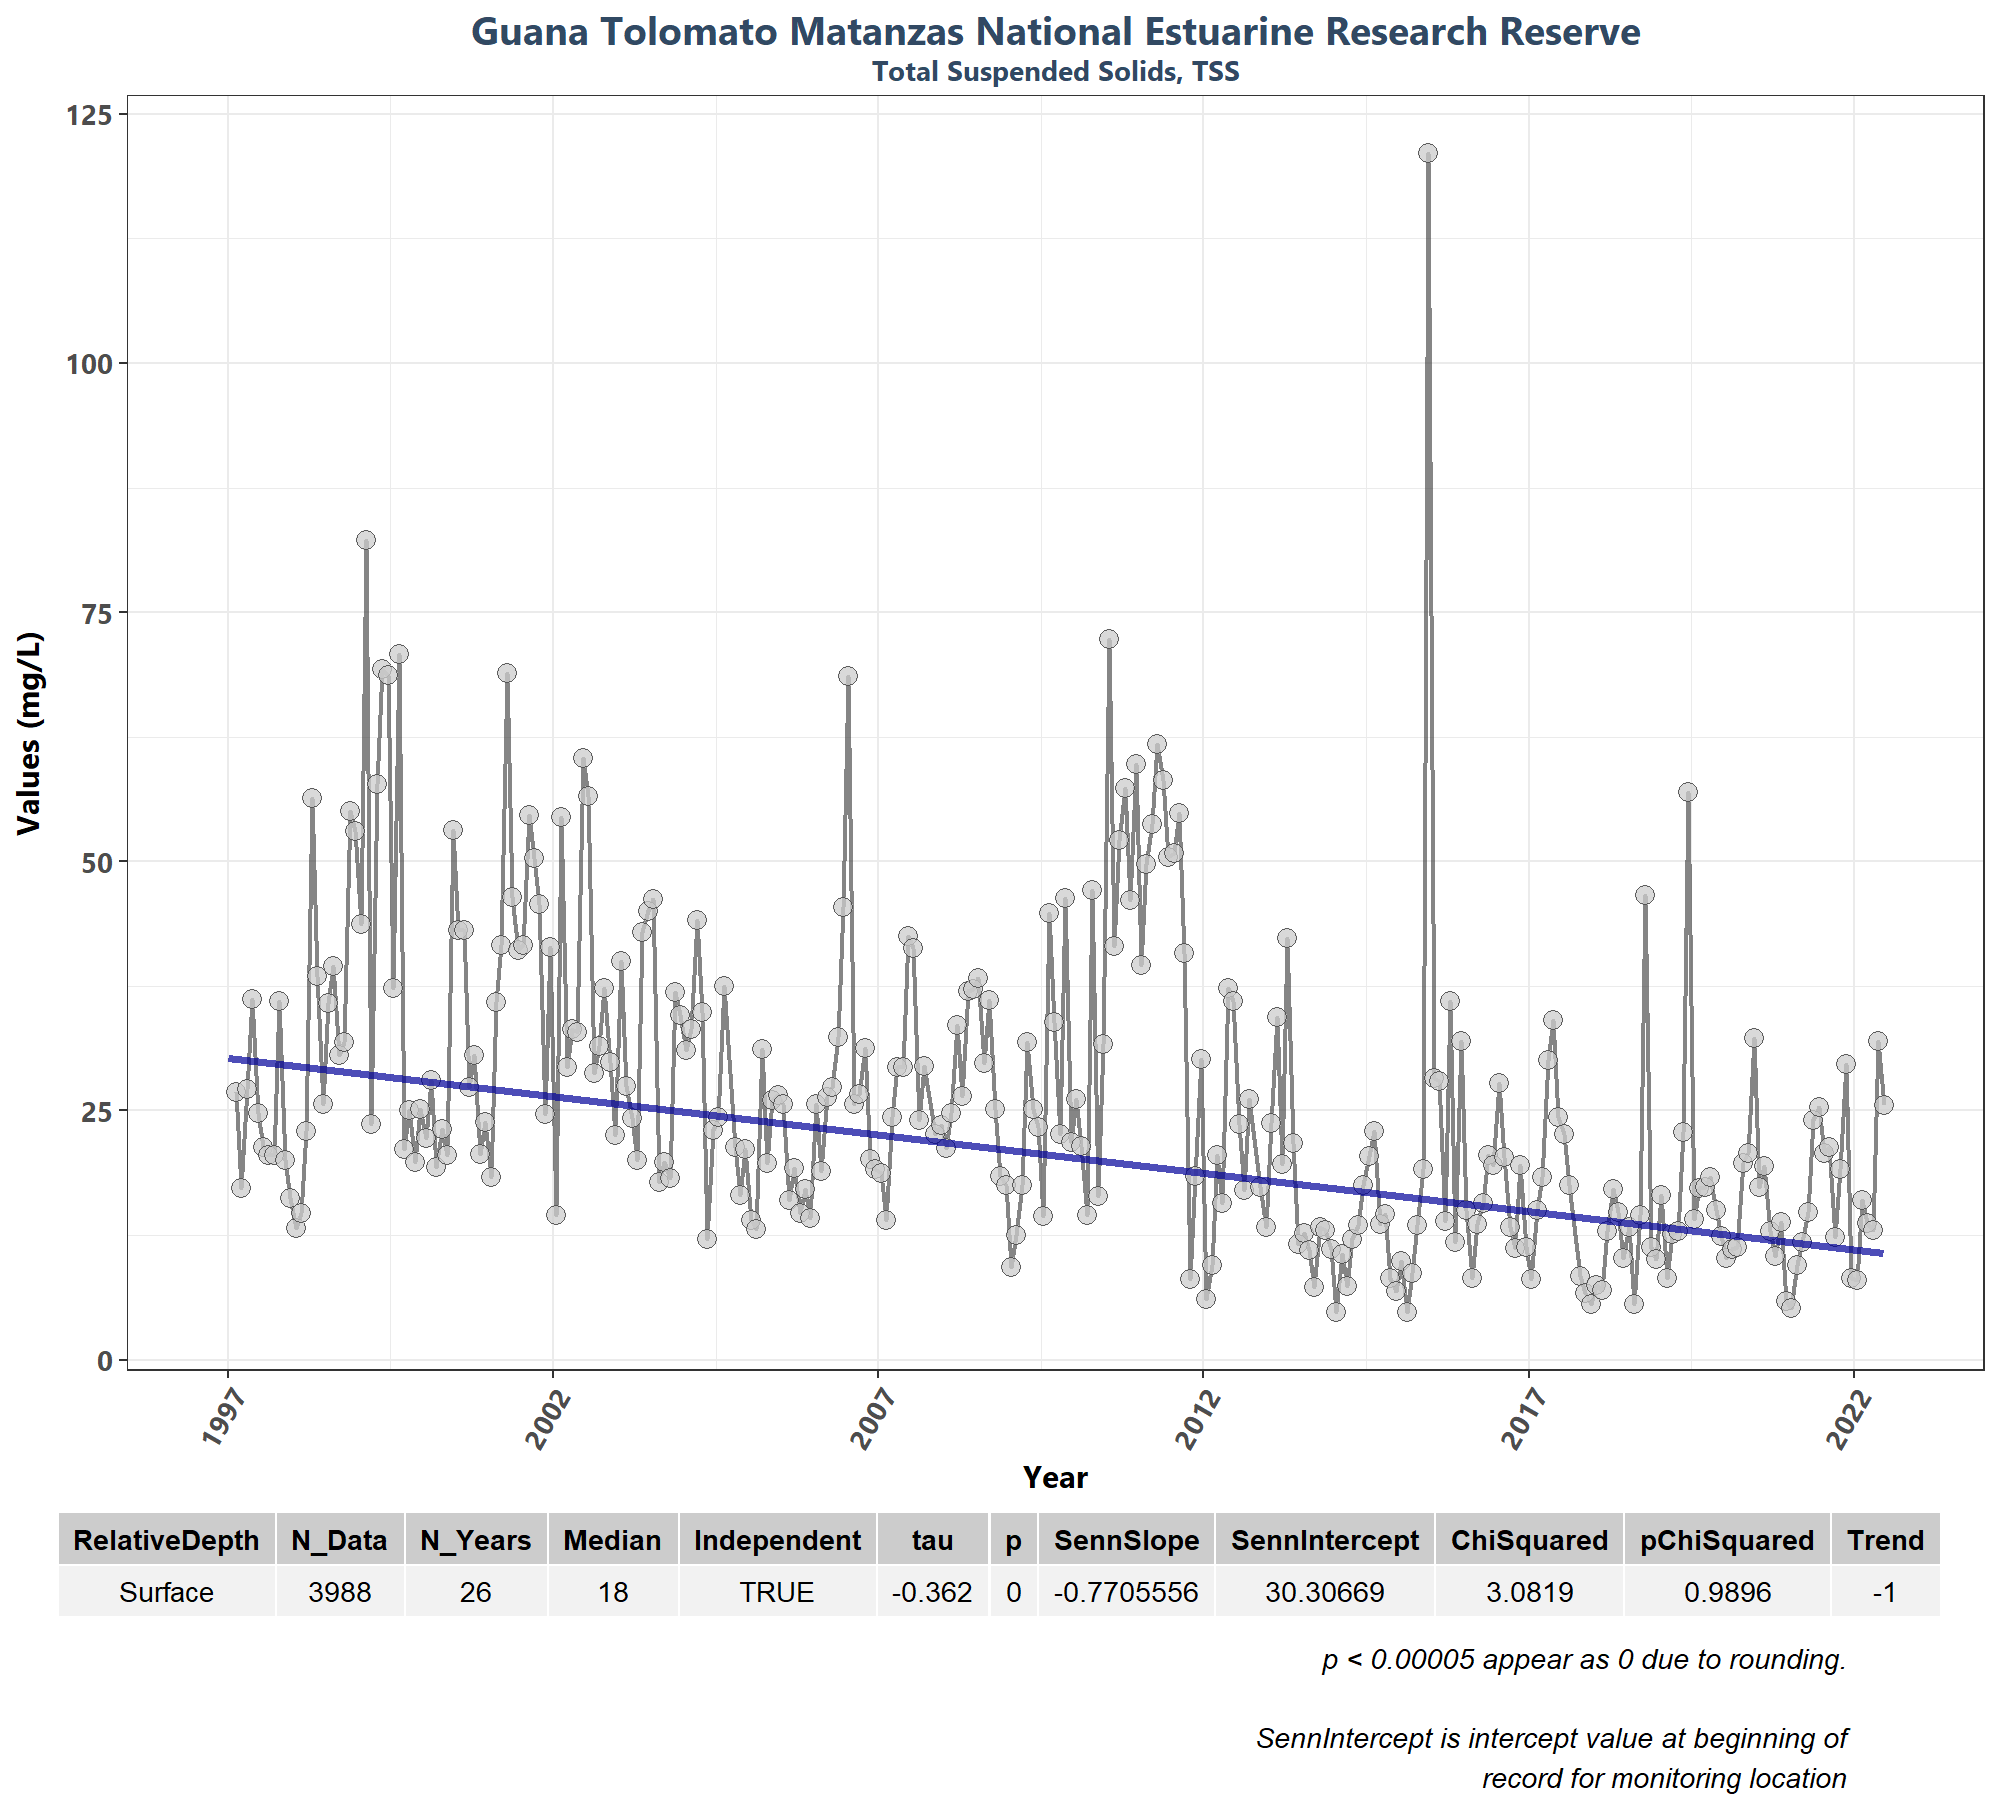 Guana Tolomato Matanzas National Estuarine Research Reserve
Total Suspended Solids, TSS
125
100
75
50
25
0
Values (mg/L)
1997
2002
2007
2012
2017
2022
Year
RelativeDepth N_Data N_Years Median Independent tau p SennSlope SennIntercept ChiSquared pChiSquared Trend
Surface 3988 26 18 TRUE -0.362 0 -0.7705556 30.30669 3.0819 0.9896 -1
p < 0.00005 appear as 0 due to rounding.
SennIntercept is intercept value at beginning of
record for monitoring location